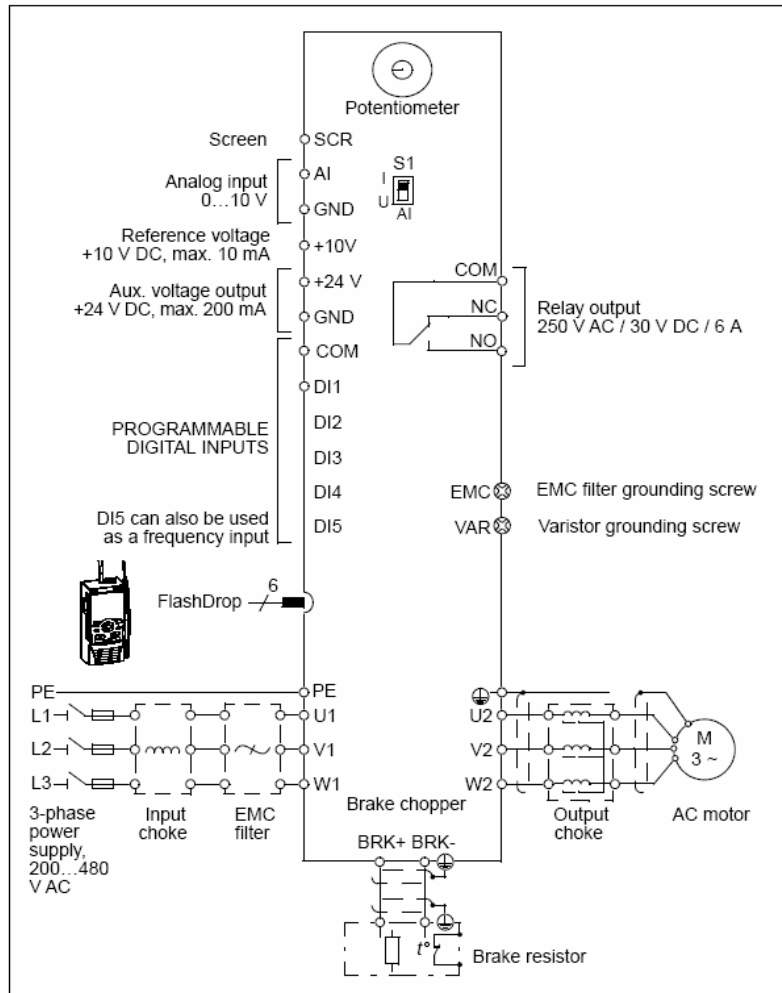 Potentiometer
Screen
SCR
S1
AI
I
Analog input
0...10 V
U
AI
GND
Reference voltage
+10 V DC, max. 10 mA
+10V
COM
+24 V
Aux. voltage output
+24 V DC, max. 200 mA
NC
Relay output
250 V AC / 30 V DC / 6 A
GND
NO
COM
DI1
PROGRAMMABLE
DIGITAL INPUTS
DI2
DI3
DI4
EMC
EMC filter grounding screw
DI5 can also be used
as a frequency input
DI5
VAR
Varistor grounding screw
FlashDrop
6
PE
PE
L1
U1
U2
L2
V1
V2
M
3 ~
L3
W1
W2
3-phase
power
supply,
200...480
V AC
Input
choke
EMC
filter
Brake chopper
Output
choke
AC motor
BRK+ BRK-
t°
Brake resistor